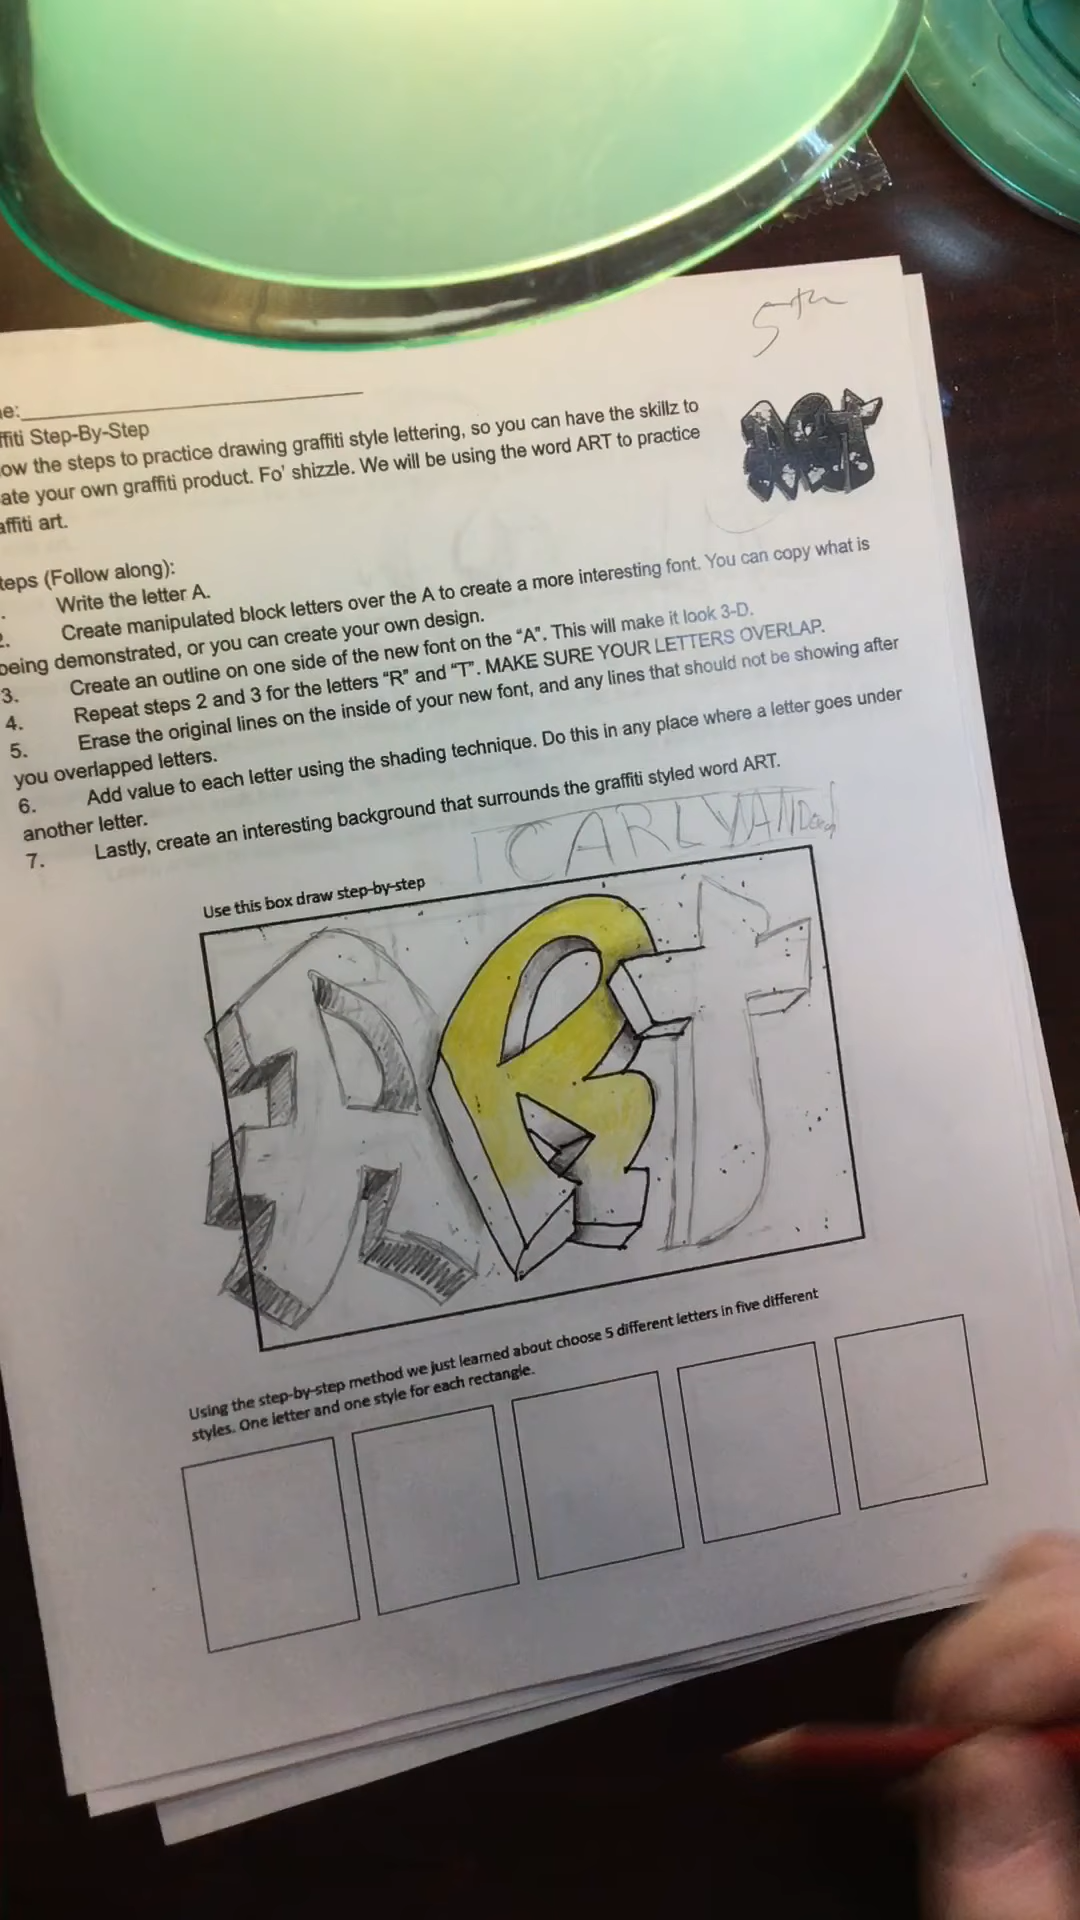 5th
e:
ffiti Step-By-Step
ow the steps to practice drawing graffiti style lettering, so you can have the skillz to
ate your own graffiti product. Fo' shizzle. We will be using the word ART to practice
affiti art.
ART
teps (Follow along):
. Write the letter A.
2. Create manipulated block letters over the A to create a more interesting font. You can copy what is
being demonstrated, or you can create your own design.
3. Create an outline on one side of the new font on the "A". This will make it look 3-D.
4. Repeat steps 2 and 3 for the letters "R" and "T". MAKE SURE YOUR LETTERS OVERLAP.
5. Erase the original lines on the inside of your new font, and any lines that should not be showing after
you overlapped letters.
6. Add value to each letter using the shading technique. Do this in any place where a letter goes under
another letter.
7. Lastly, create an interesting background that surrounds the graffiti styled word ART.
CARLY
Use this box draw step-by-step
ARt
Using the step-by-step method we just learned about choose 5 different letters in five different
styles. One letter and one style for each rectangle.